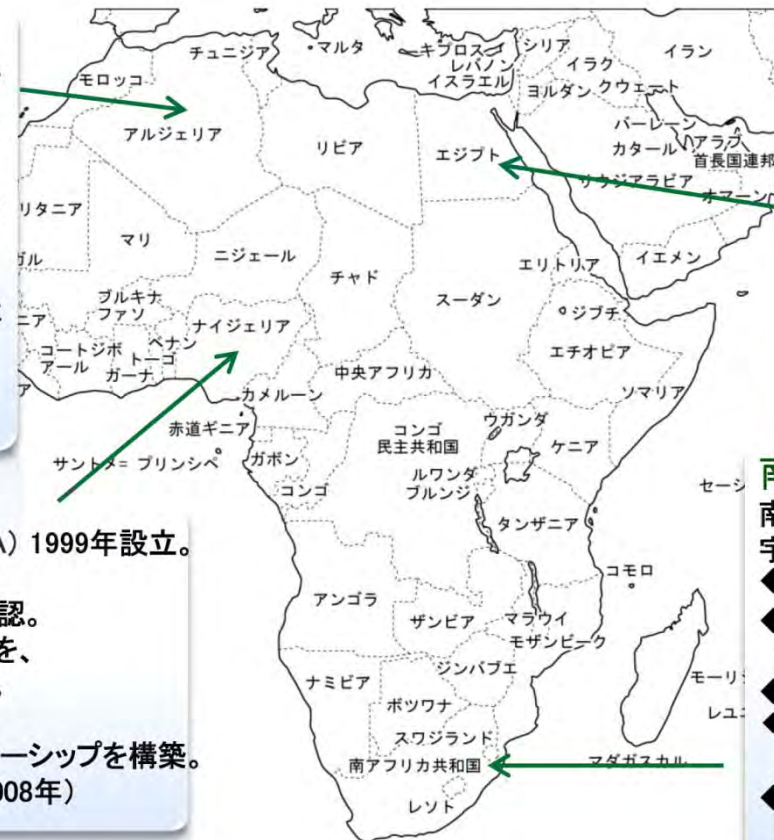 チュニジア
・マルタ
キプロス
シリア
イラン
レバノン
イラク
モロッコ
イスラエル
ヨルダン
クウェート
アルジェリア
リビア
エジプト
バーレーン
カタール
アラブ
首長国連邦
サウジアラビア
オマーン
リタニア
マリ
ニジェール
チャド
スーダン
エリトリア
イエメン
ガル
ブルキナ
ファソ
ナイジェリア
ジブチ
ニア
コートジボ
アール
ベナン
トーゴ
ガーナ
中央アフリカ
エチオピア
ソマリア
カメルーン
赤道ギニア
コンゴ
民主共和国
ウガンダ
ケニア
サントメ= プリンシペ
ガボン
ルワンダ
ブルンジ
コンゴ
タンザニア
セーシ
A) 1999年設立。
認。
を、
ーシップを構築。
008年)
コモロ
アンゴラ
ザンビア
マラウイ
モザンビーク
ナミビア
ジンバブエ
ボツワナ
スワジランド
南アフリカ共和国
レソト
マダガスカル
モーリ
レユ
南
宇
◆
◆
◆
◆
◆